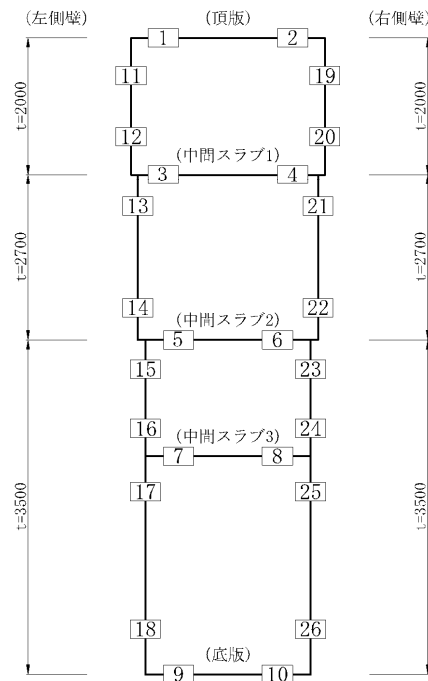 (左側壁) (頂版) (右側壁)
1 2
11 19
t=2000 t=2000
12 20
(中間スラブ1)
3 4
13 21
t=2700 t=2700
14 22
(中間スラブ2)
5 6
15 23
16 24
(中間スラブ3)
7 8
17 25
t=3500 t=3500
18 26
(底版)
9 10